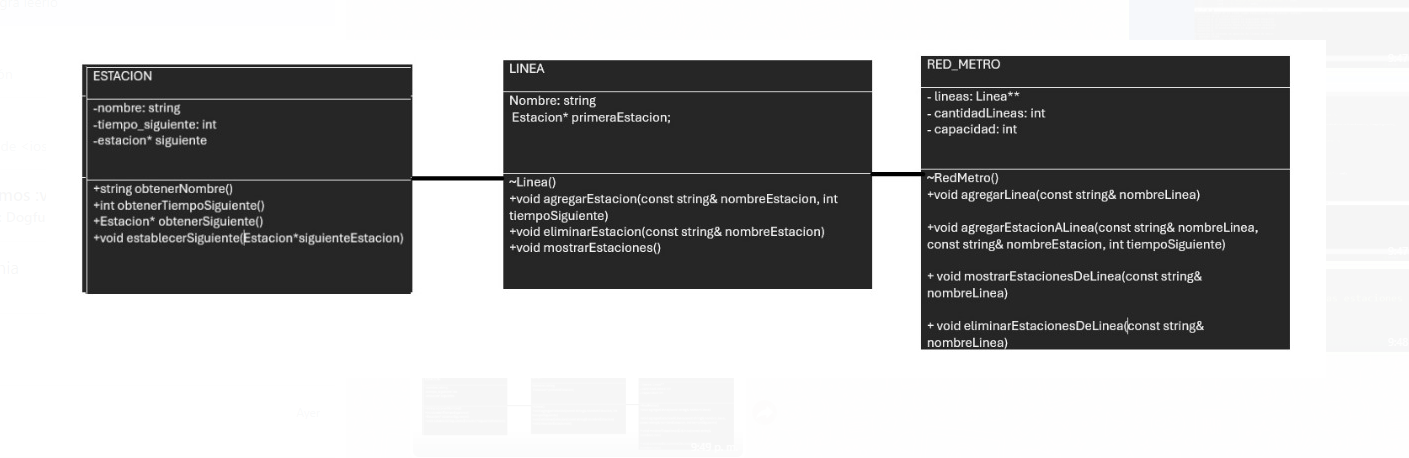 ESTACION
-nombre: string
-tiempo_siguiente: int
-estacion* siguiente
+string obtenerNombre()
+int obtenerTiempoSiguiente()
+Estacion* obtenerSiguiente()
+void establecerSiguiente(Estacion*siguienteEstacion)
LINEA
Nombre: string
Estacion* primeraEstacion;
~Linea()
+void agregarEstacion(const string& nombreEstacion, int
tiempoSiguiente)
+void eliminarEstacion(const string& nombreEstacion)
+void mostrarEstaciones()
RED_METRO
- lineas: Linea**
- cantidadLineas: int
- capacidad: int
~RedMetro()
+void agregarLinea(const string& nombreLinea)
+void agregarEstacionALinea(const string& nombreLinea,
const string& nombreEstacion, int tiempoSiguiente)
+ void mostrarEstacionesDeLinea(const string&
nombreLinea)
+ void eliminarEstacionesDeLinea(const string&
nombreLinea)